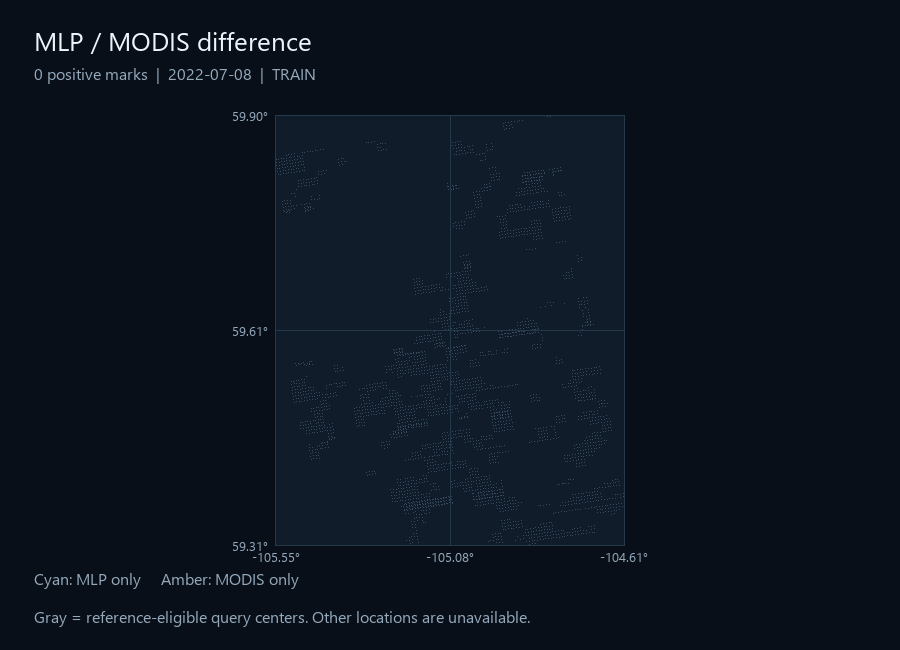 MLP / MODIS difference
0 positive marks | 2022-07-08 | TRAIN
59.90°
59.61°
59.31°
-105.55° -105.08° -104.61°
Cyan: MLP only Amber: MODIS only
Gray = reference-eligible query centers. Other locations are unavailable.